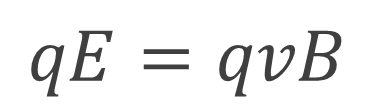 qE = qvB